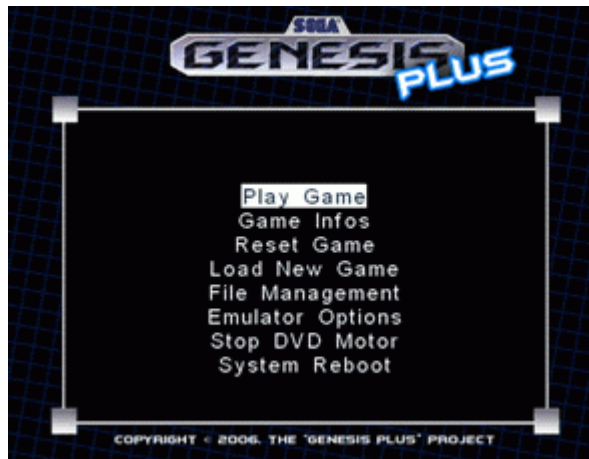 SEGA
GENESIS
PLUS
Play Game
Game Infos
Reset Game
Load New Game
File Management
Emulator Options
Stop DVD Motor
System Reboot
COPYRIGHT © 2006. THE "GENESIS PLUS" PROJECT